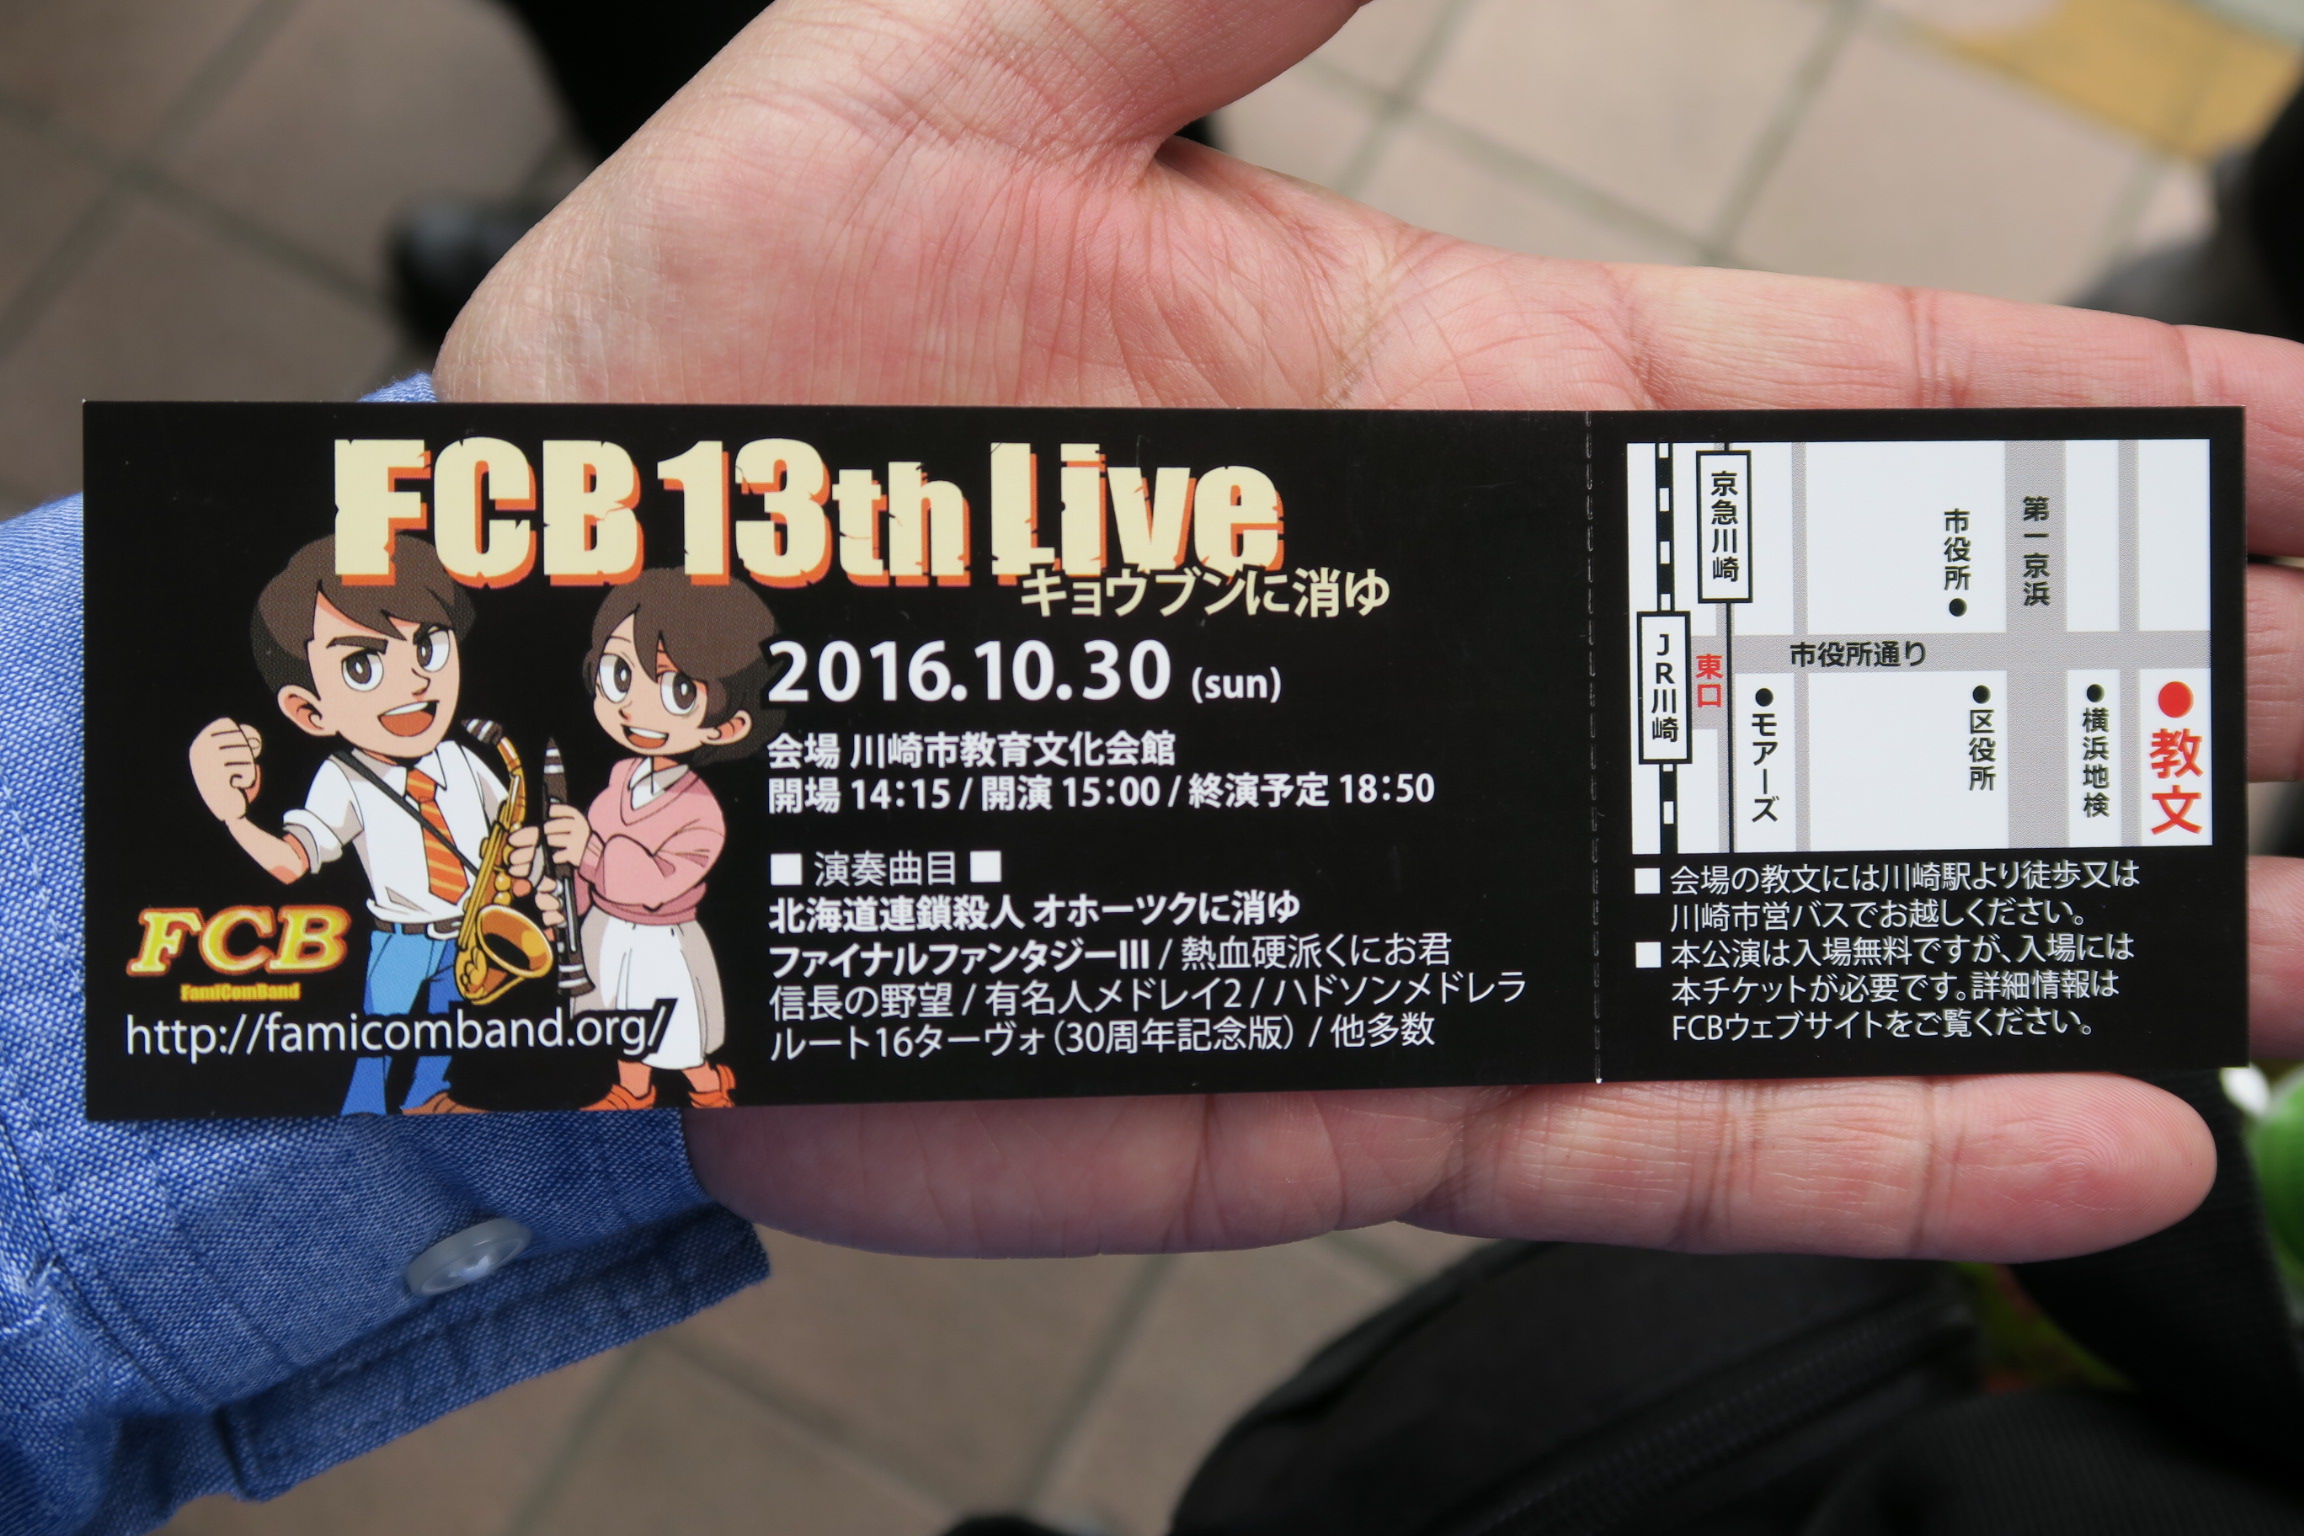 FCB 13th Live
キョウブンに消ゆ
2016.10.30 (sun)
会場 川崎市教育文化会館
開場 14:15 / 開演 15:00 / 終演予定 18:50
■ 演奏曲目 ■
北海道連鎖殺人 オホーツクに消ゆ
ファイナルファンタジーIII / 熱血硬派くにお君
信長の野望 / 有名人メドレイ2 / ハドソンメドレラ
ルート16ターヴォ(30周年記念版) / 他多数
FCB
FamiComBand
http://famicomband.org/
京急川崎
JR川崎
東口
市役所
第一京浜
市役所通り
モアーズ
区役所
横浜地検
教文
■ 会場の教文には川崎駅より徒歩又は
川崎市営バスでお越しください。
■ 本公演は入場無料ですが、入場には
本チケットが必要です。詳細情報は
FCBウェブサイトをご覧ください。